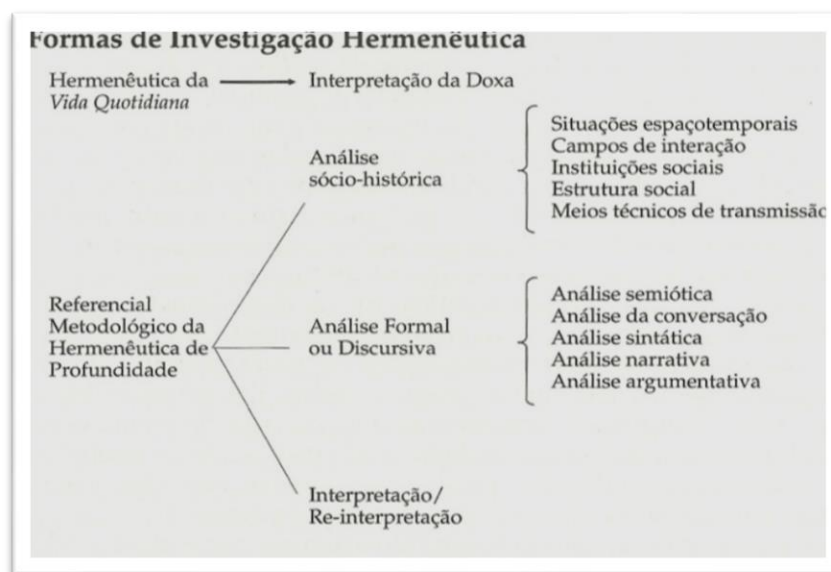 Formas de Investigação Hermenêutica
Hermenêutica da
Vida Quotidiana
Interpretação da Doxa
Análise
sócio-histórica
Situações espaçotemporais
Campos de interação
Instituições sociais
Estrutura social
Meios técnicos de transmissão
Referencial
Metodológico da
Hermenêutica de
Profundidade
Análise Formal
ou Discursiva
Análise semiótica
Análise da conversação
Análise sintática
Análise narrativa
Análise argumentativa
Interpretação/
Re-interpretação